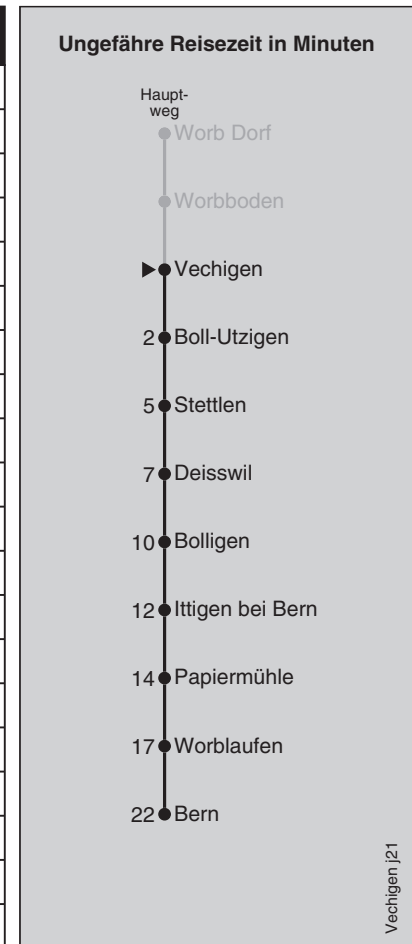 Ungefähre Reisezeit in Minuten
Haupt-
weg
Worb Dorf
Worbboden
Vechigen
2 Boll-Utzigen
5 Stettlen
7 Deisswil
10 Bolligen
12 Ittigen bei Bern
14 Papiermühle
17 Worblaufen
22 Bern
Vechigen j21